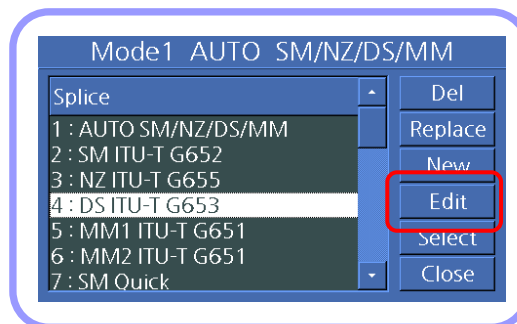 Mode1 AUTO SM/NZ/DS/MM
Splice
1 : AUTO SM/NZ/DS/MM
2 : SM ITU-T G652
3 : NZ ITU-T G655
4 : DS ITU-T G653
5 : MM1 ITU-T G651
6 : MM2 ITU-T G651
7 : SM Quick
Del
Replace
New
Edit
Select
Close